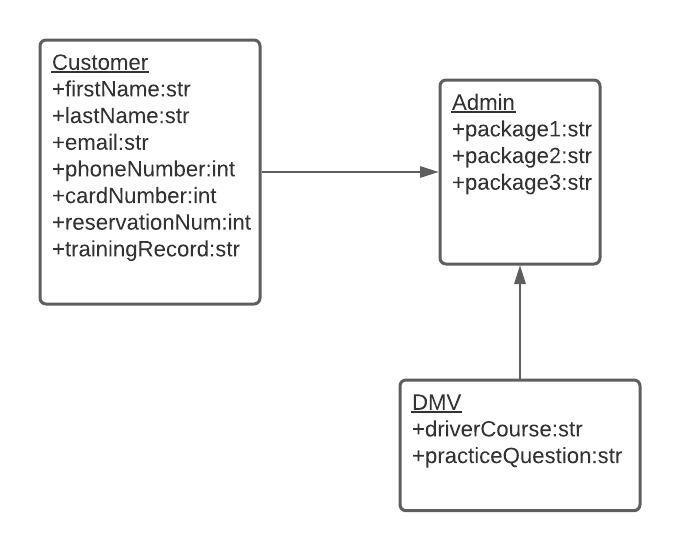 Customer
+firstName:str
+lastName:str
+email:str
+phoneNumber:int
+cardNumber:int
+reservationNum:int
+trainingRecord:str
Admin
+package1:str
+package2:str
+package3:str
DMV
+driverCourse:str
+practiceQuestion:str